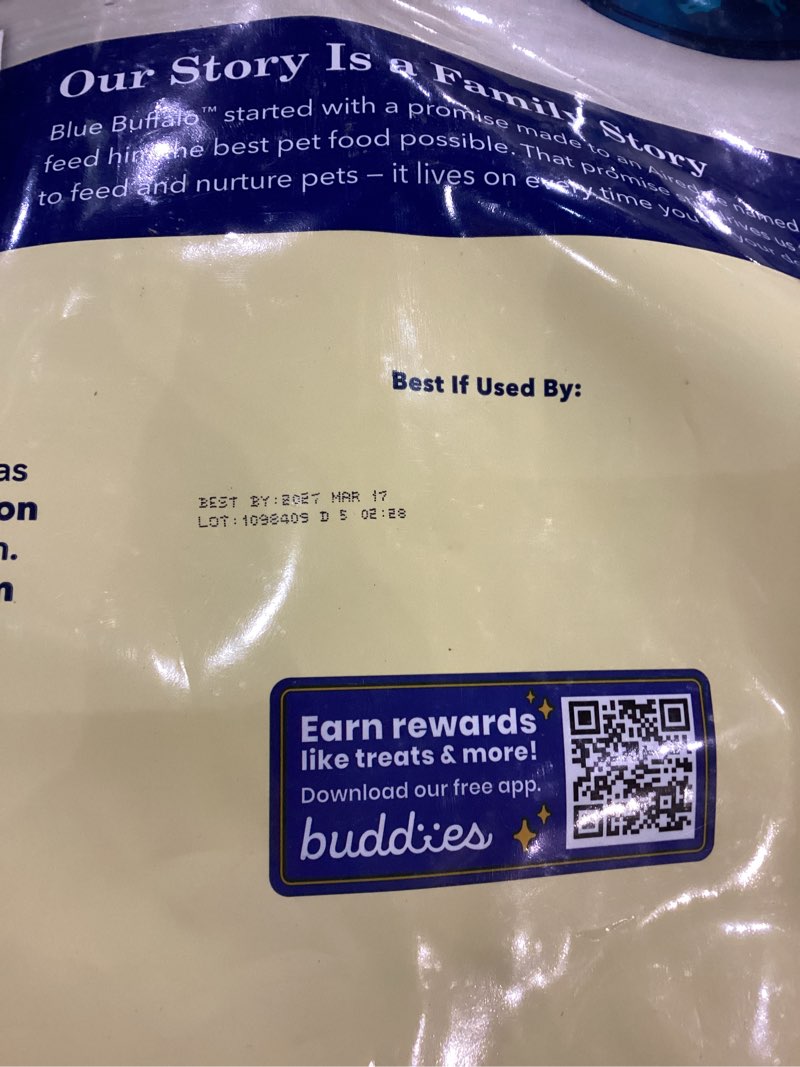 Our Story Is a Family Story
Blue Buffalo™ started with a promise made to an Airedale named
feed him the best pet food possible. That promise us
to feed and nurture pets – it lives on every time you your
Best If Used By:
as
on
n.
n
BEST BY:2027 MAR 17
LOT:1098409 D 5 02:28
Earn rewards
like treats & more!
Download our free app.
buddies